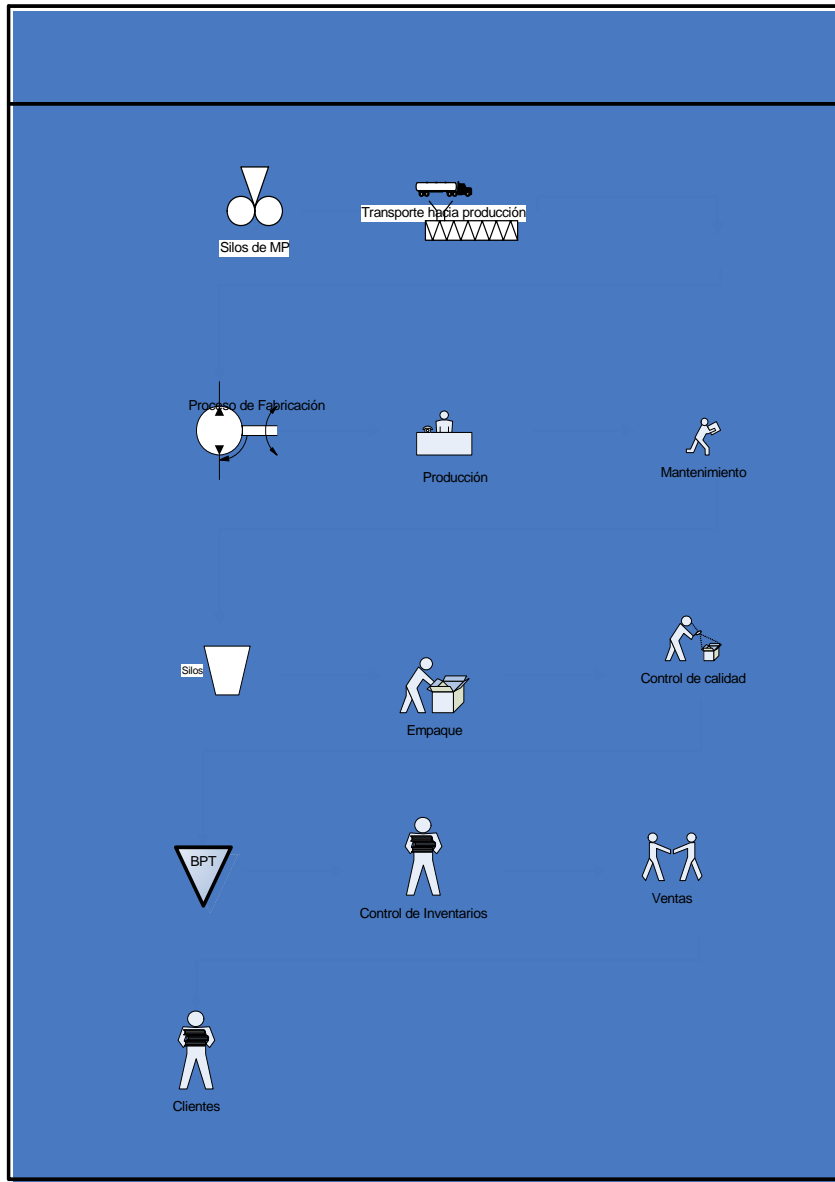 Transporte hacia producción
Silos de MP
Proceso de Fabricación
Producción
Mantenimiento
Silos
Empaque
Control de calidad
BPT
Control de Inventarios
Ventas
Clientes